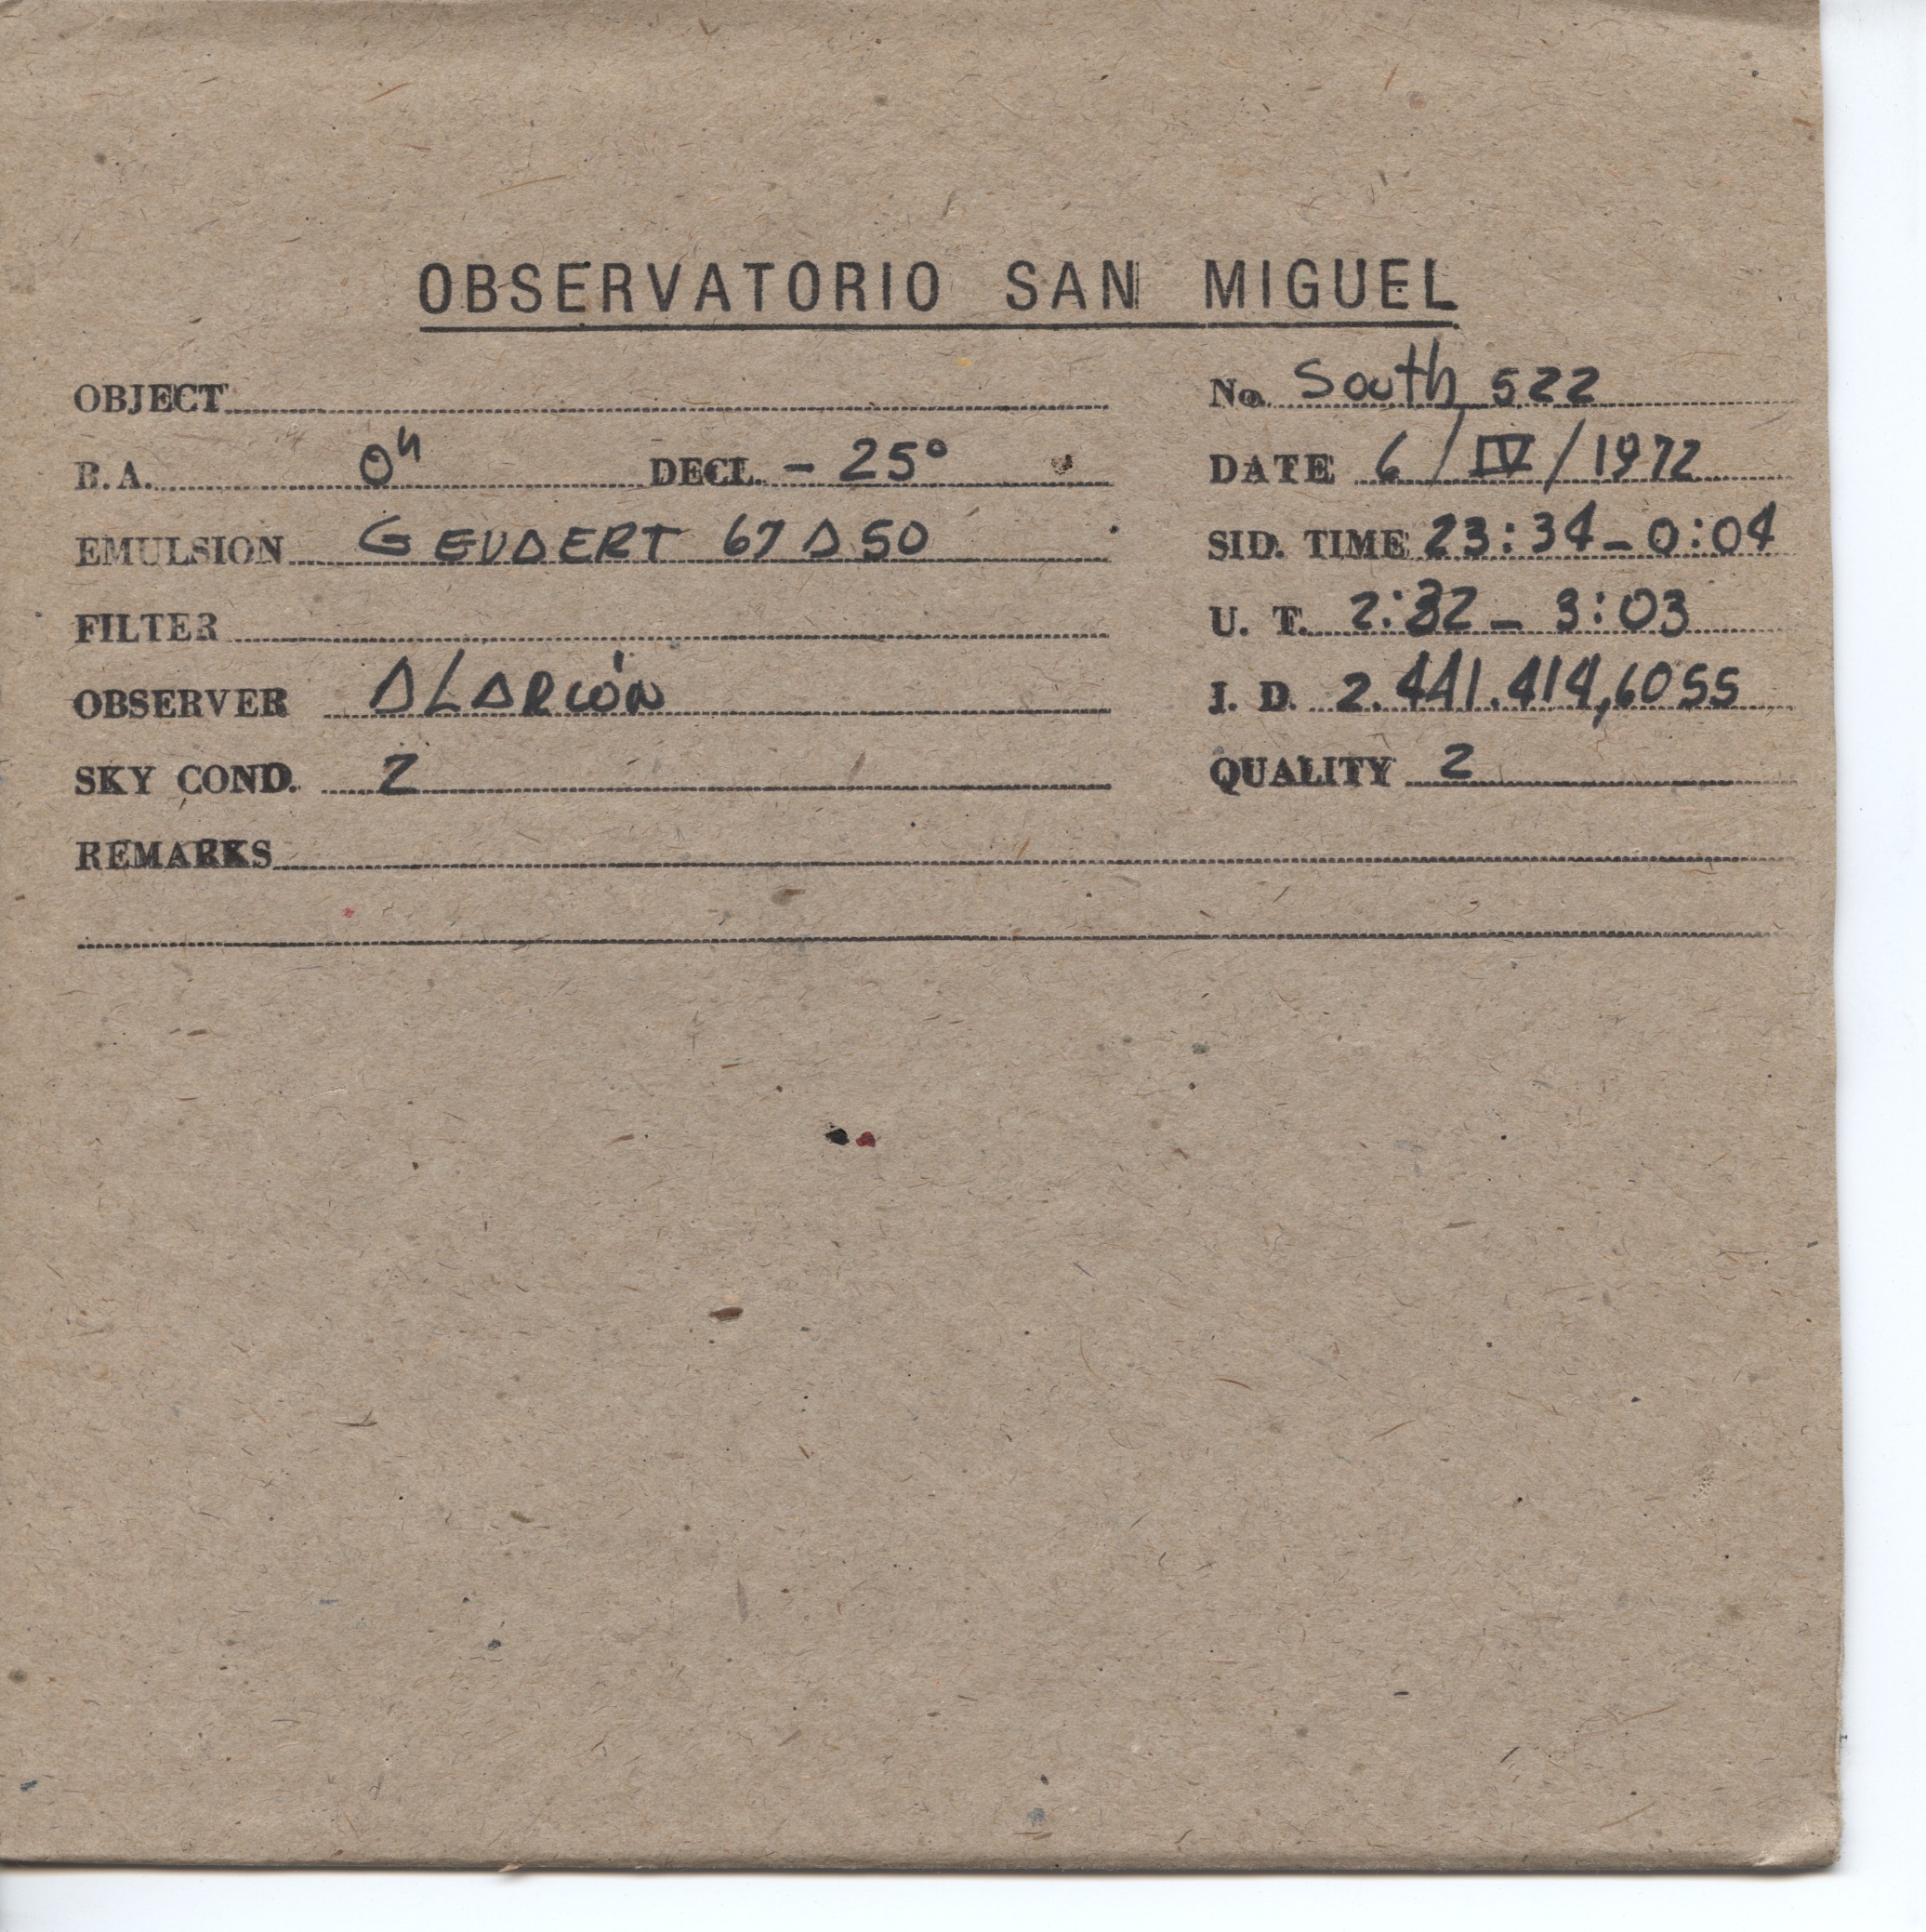 OBSERVATORIO SAN MIGUEL
OBJECT
No. South 522
R.A. 0h DECL. - 25°
DATE 6/IV/1972
EMULSION GEVAERT 67A50
SID. TIME 23:34 - 0:04
FILTER
U. T. 2:32 - 3:03
OBSERVER ALARCÓN
J. D. 2.441.414,6055
SKY COND. 2
QUALITY 2
REMARKS